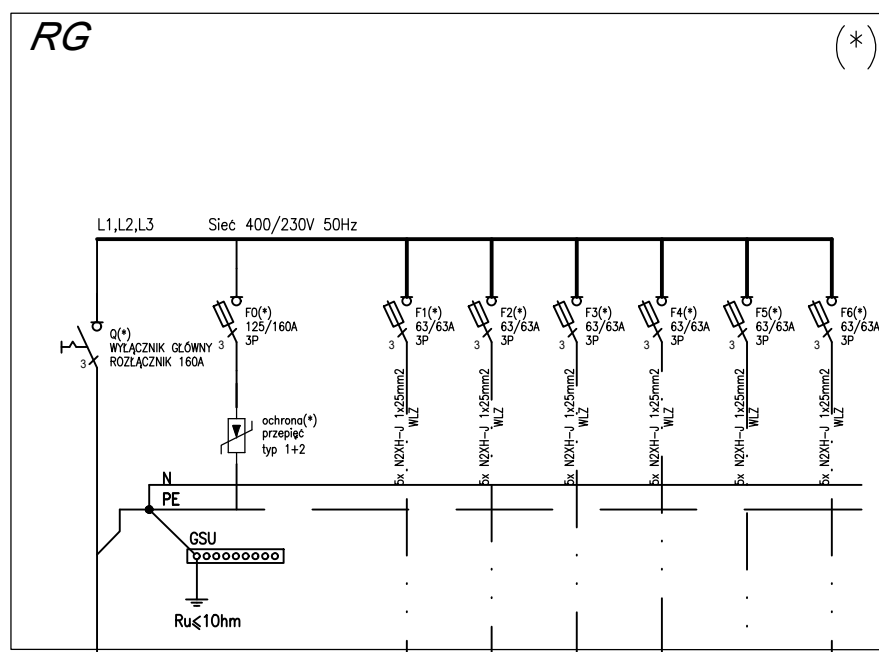 RG
(*)
L1,L2,L3
Sieć 400/230V 50Hz
Q(*)
WYŁĄCZNIK GŁÓWNY
ROZŁĄCZNIK 160A
3
F0(*)
125/160A
3P
3
F1(*)
63/63A
3P
3
F2(*)
63/63A
3P
3
F3(*)
63/63A
3P
3
F4(*)
63/63A
3P
3
F5(*)
63/63A
3P
3
F6(*)
63/63A
3P
3
ochrona(*)
przepięć
typ 1+2
5x N2XH-J 1x25mm2
WLZ
5x N2XH-J 1x25mm2
WLZ
5x N2XH-J 1x25mm2
WLZ
5x N2XH-J 1x25mm2
WLZ
5x N2XH-J 1x25mm2
WLZ
5x N2XH-J 1x25mm2
WLZ
N
PE
GSU
Ru⩽10hm